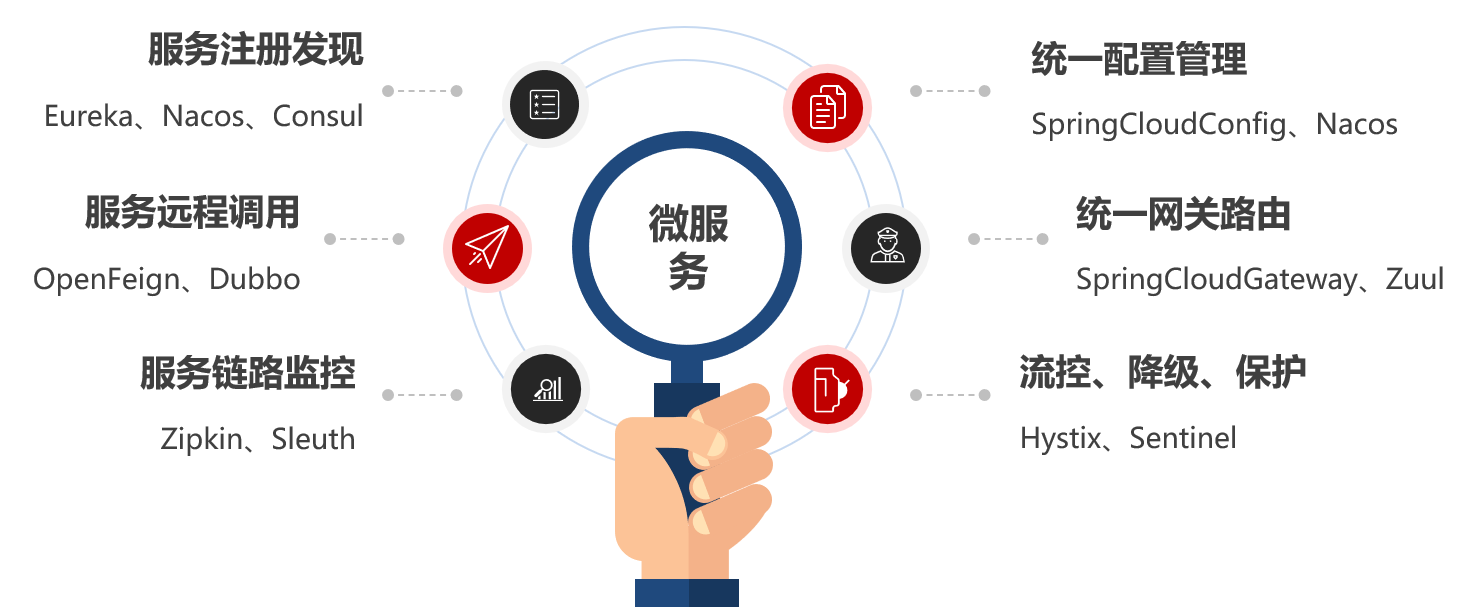 服务注册发现
Eureka、Nacos、Consul
服务远程调用
OpenFeign、Dubbo
服务链路监控
Zipkin、Sleuth
微服
务
统一配置管理
SpringCloudConfig、Nacos
统一网关路由
SpringCloudGateway、Zuul
流控、降级、保护
Hystix、Sentinel